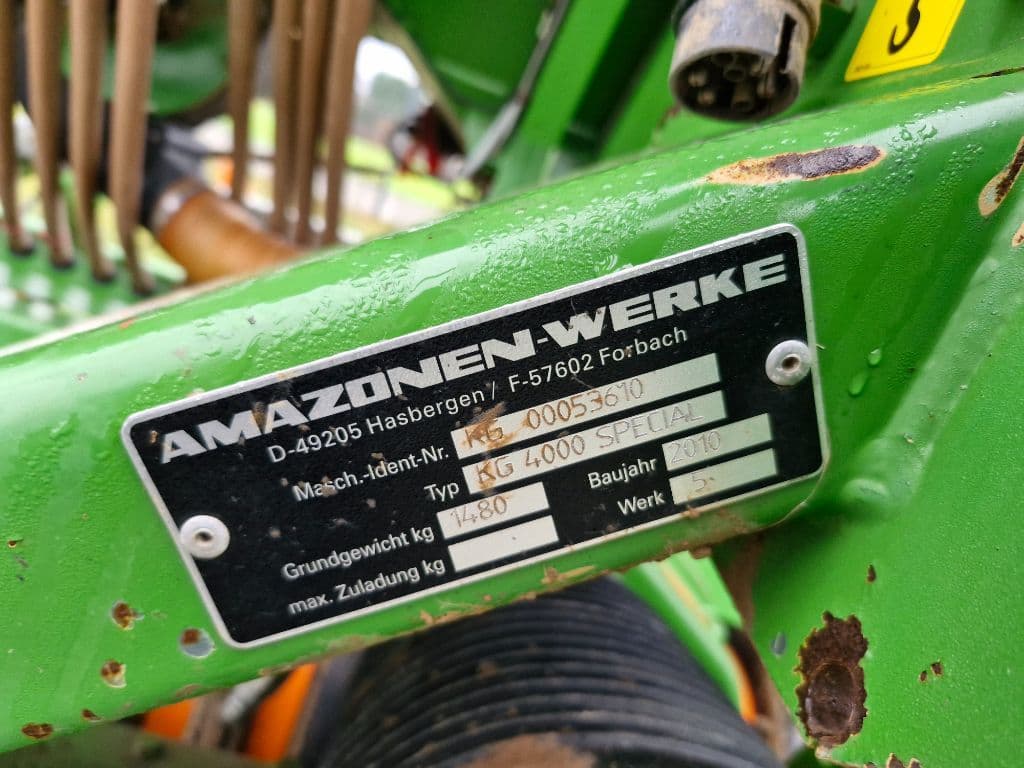 AMAZONEN-WERKE
D-49205 Hasbergen / F-57602 Forbach
Masch.-Ident-Nr. KG 00053610
Typ KG 4000 SPECIAL
Grundgewicht kg 1480 Baujahr 2010
max. Zuladung kg Werk 5